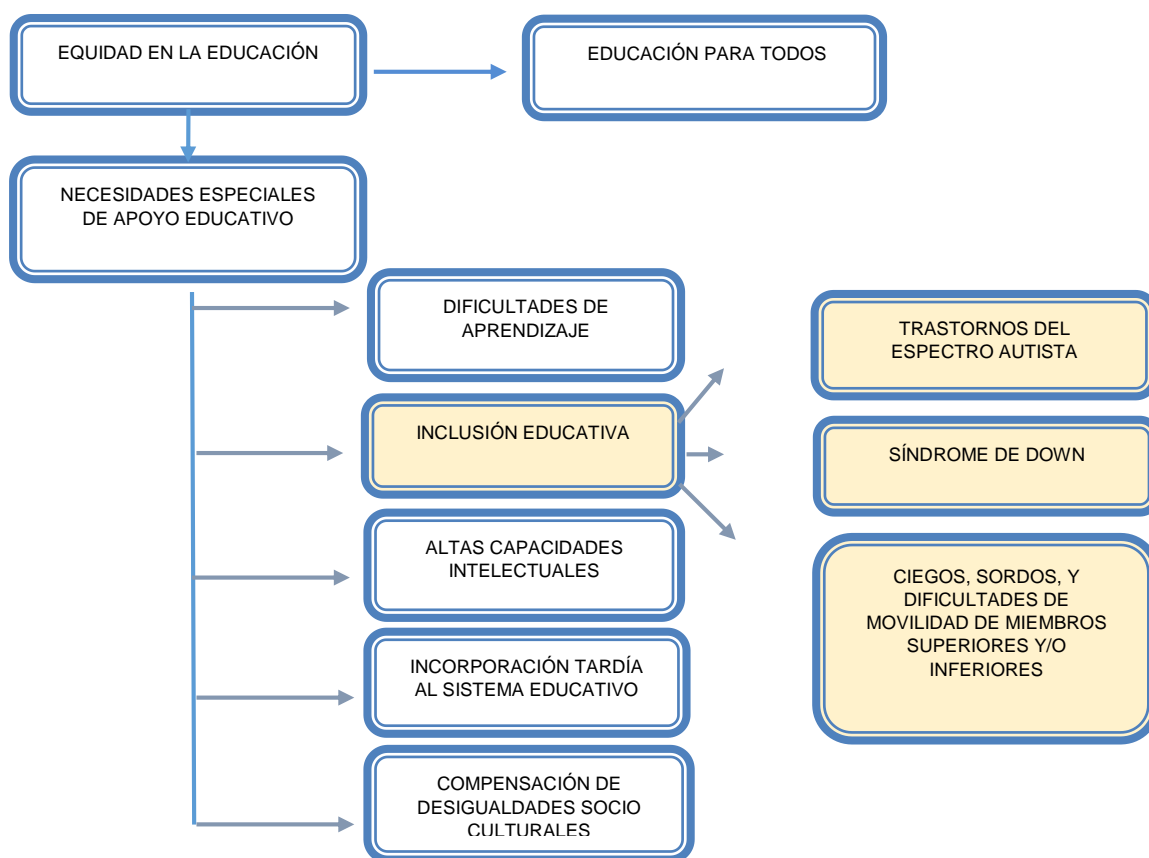 EQUIDAD EN LA EDUCACIÓN
EDUCACIÓN PARA TODOS
NECESIDADES ESPECIALES
DE APOYO EDUCATIVO
DIFICULTADES DE
APRENDIZAJE
TRASTORNOS DEL
ESPECTRO AUTISTA
INCLUSIÓN EDUCATIVA
SÍNDROME DE DOWN
ALTAS CAPACIDADES
INTELECTUALES
CIEGOS, SORDOS, Y
DIFICULTADES DE
MOVILIDAD DE MIEMBROS
SUPERIORES Y/O
INFERIORES
INCORPORACIÓN TARDÍA
AL SISTEMA EDUCATIVO
COMPENSACIÓN DE
DESIGUALDADES SOCIO
CULTURALES